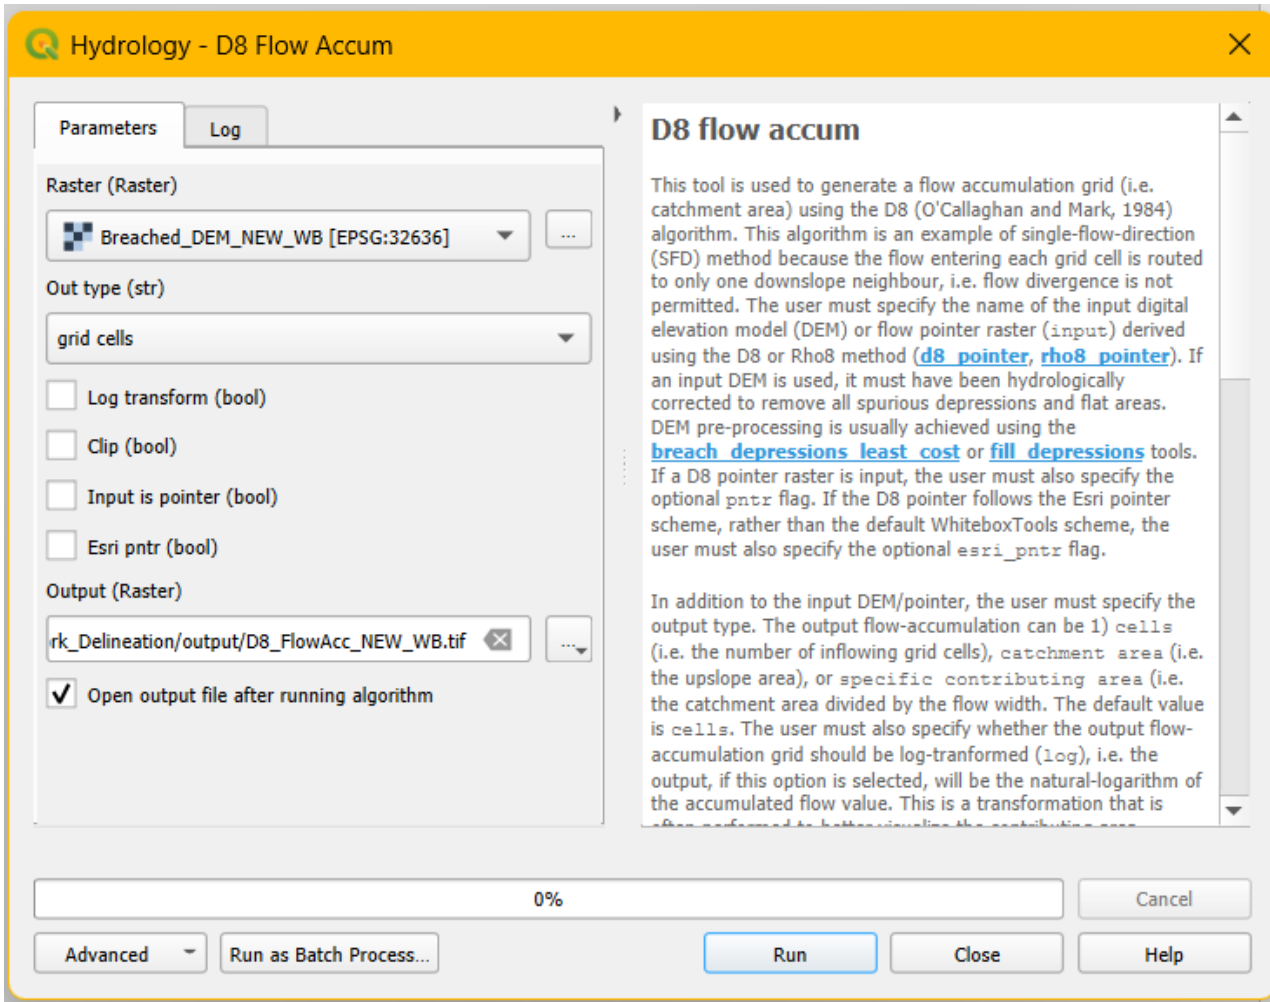 Hydrology - D8 Flow Accum
Parameters
Log
Raster (Raster)
Breached_DEM_NEW_WB [EPSG:32636]
...
Out type (str)
grid cells
Log transform (bool)
Clip (bool)
Input is pointer (bool)
Esri pntr (bool)
Output (Raster)
rk_Delineation/output/D8_FlowAcc_NEW_WB.tif
...
Open output file after running algorithm
D8 flow accum
This tool is used to generate a flow accumulation grid (i.e.
catchment area) using the D8 (O'Callaghan and Mark, 1984)
algorithm. This algorithm is an example of single-flow-direction
(SFD) method because the flow entering each grid cell is routed
to only one downslope neighbour, i.e. flow divergence is not
permitted. The user must specify the name of the input digital
elevation model (DEM) or flow pointer raster (input) derived
using the D8 or Rho8 method (d8_pointer, rho8_pointer). If
an input DEM is used, it must have been hydrologically
corrected to remove all spurious depressions and flat areas.
DEM pre-processing is usually achieved using the
breach_depressions_least_cost or fill_depressions tools.
If a D8 pointer raster is input, the user must also specify the
optional pntr flag. If the D8 pointer follows the Esri pointer
scheme, rather than the default WhiteboxTools scheme, the
user must also specify the optional esri_pntr flag.
In addition to the input DEM/pointer, the user must specify the
output type. The output flow-accumulation can be 1) cells
(i.e. the number of inflowing grid cells), catchment area (i.e.
the upslope area), or specific contributing area (i.e.
the catchment area divided by the flow width. The default value
is cells. The user must also specify whether the output flow-
accumulation grid should be log-tranformed (log), i.e. the
output, if this option is selected, will be the natural-logarithm of
the accumulated flow value. This is a transformation that is
0%
Cancel
Advanced
Run as Batch Process...
Run
Close
Help